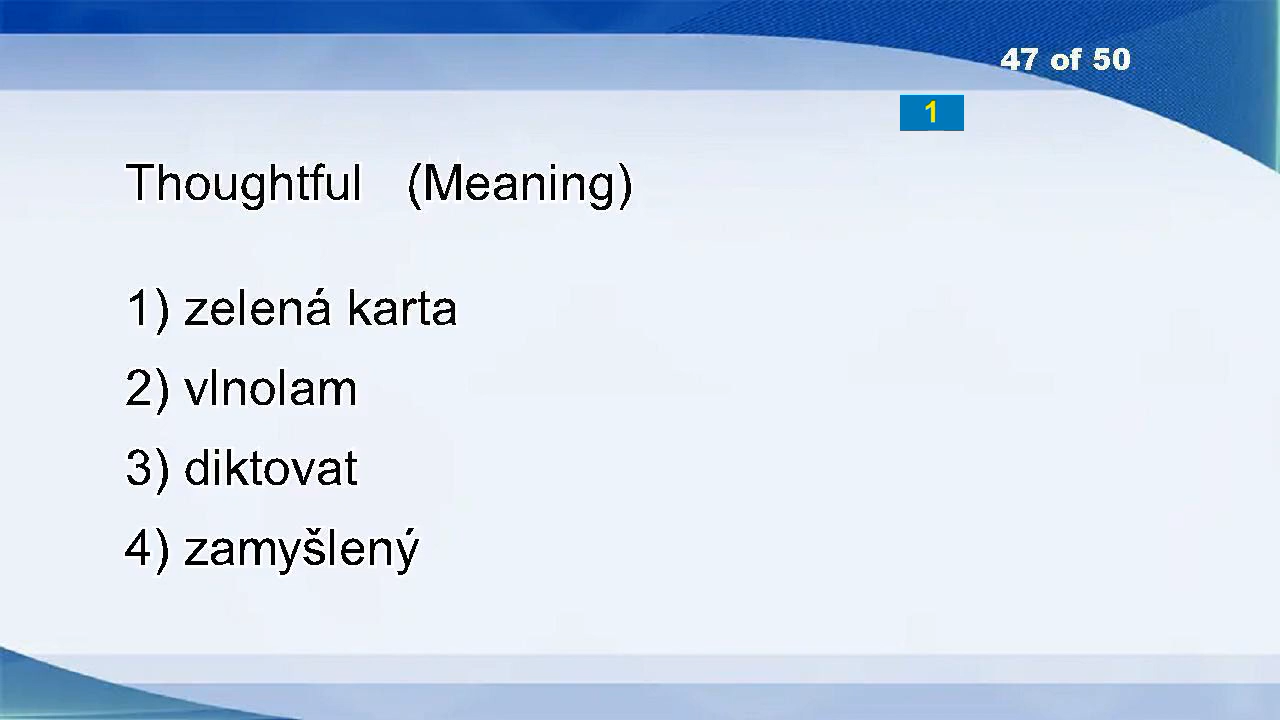 47 of 50
1
Thoughtful (Meaning)
1) zelená karta
2) vlnolam
3) diktovat
4) zamyšlený